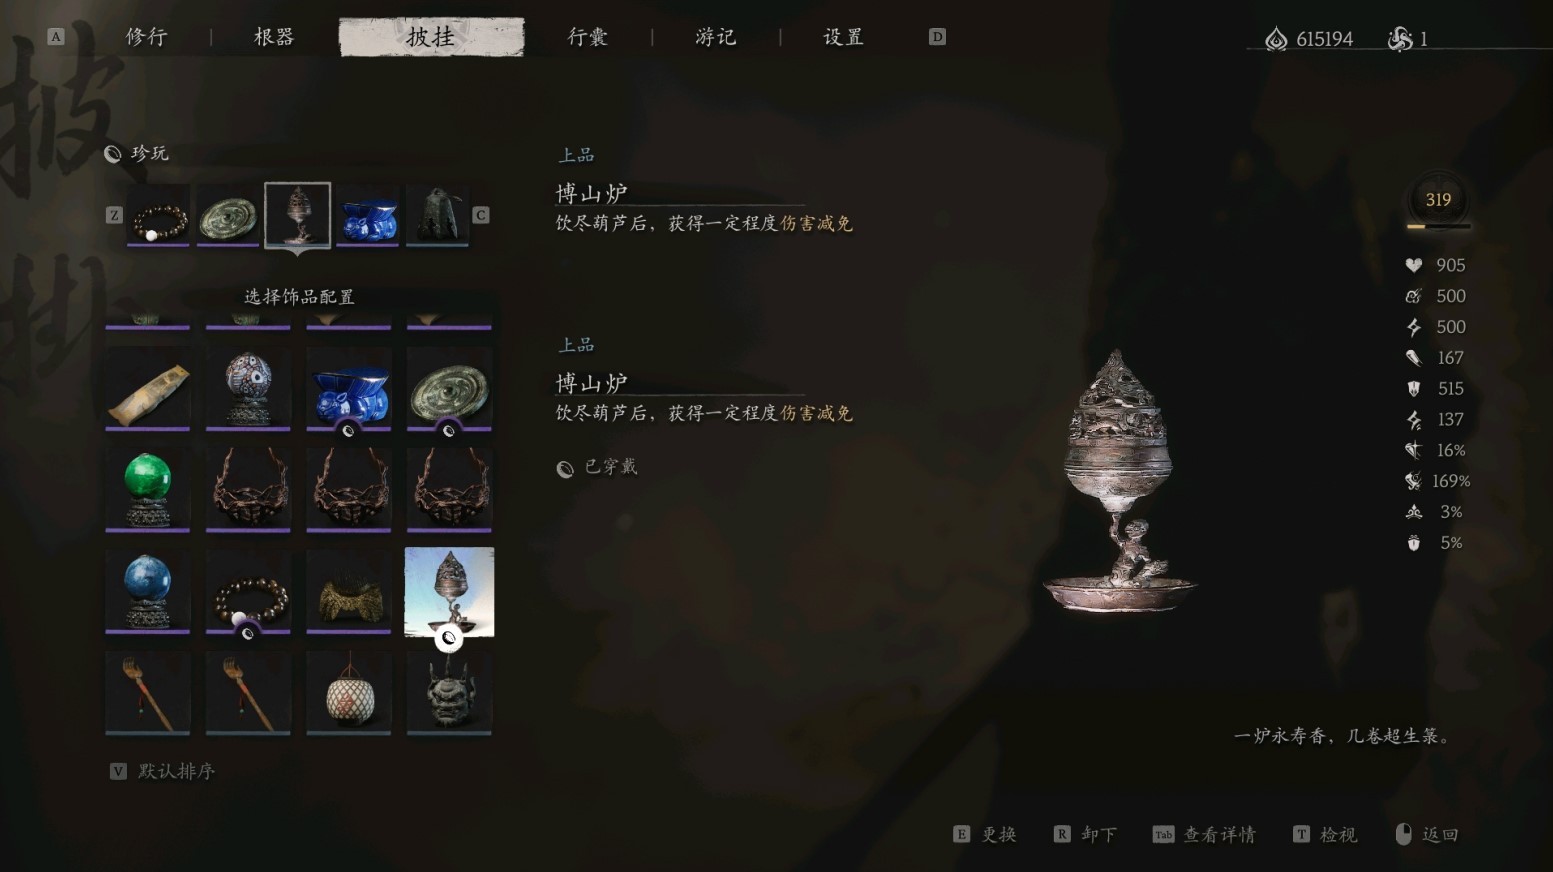 A 修行 根器 披挂 行囊 游记 设置 D
615194 1
披挂
珍玩
Z C
选择饰品配置
V 默认排序
上品
博山炉
饮尽葫芦后，获得一定程度伤害减免
上品
博山炉
饮尽葫芦后，获得一定程度伤害减免
已穿戴
319
905
500
500
167
515
137
16%
169%
3%
5%
一炉永寿香，几卷超生箓。
E 更换 R 卸下 Tab 查看详情 T 检视 返回